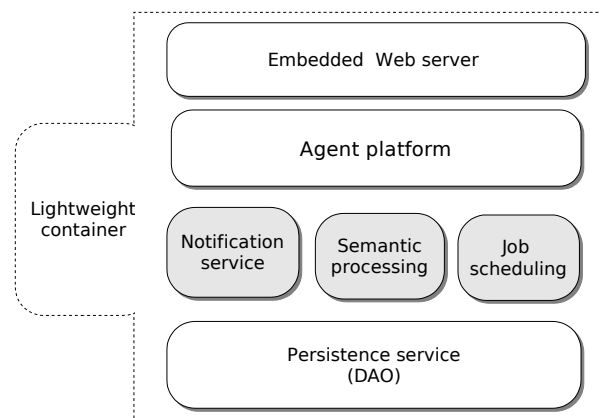 Embedded Web server
Agent platform
Lightweight
container
Notification
service
Semantic
processing
Job
scheduling
Persistence service
(DAO)